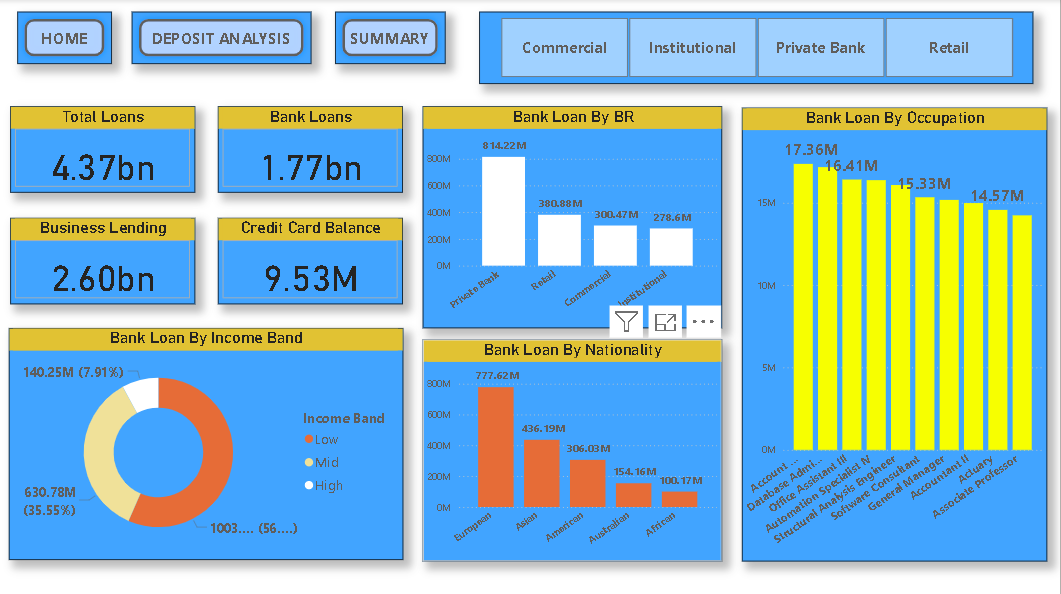 HOME
DEPOSIT ANALYSIS
SUMMARY
Commercial
Institutional
Private Bank
Retail
Total Loans
4.37bn
Bank Loans
1.77bn
Business Lending
2.60bn
Credit Card Balance
9.53M
Bank Loan By BR
800M
600M
400M
200M
0M
814.22M
380.88M
300.47M
278.6M
Private Bank
Retail
Commercial
Institutional
Bank Loan By Occupation
17.36M
16.41M
15.33M
14.57M
15M
10M
5M
0M
Account ...
Database Admi...
Office Assistant III
Automation Specialist IV
Structural Analysis Engineer
Software Consultant
General Manager
Accountant II
Actuary
Associate Professor
Bank Loan By Income Band
140.25M (7.91%)
630.78M
(35.55%)
1003.... (56....)
Income Band
Low
Mid
High
Bank Loan By Nationality
800M
600M
400M
200M
0M
777.62M
436.19M
306.03M
154.16M
100.17M
European
Asian
American
Australian
African